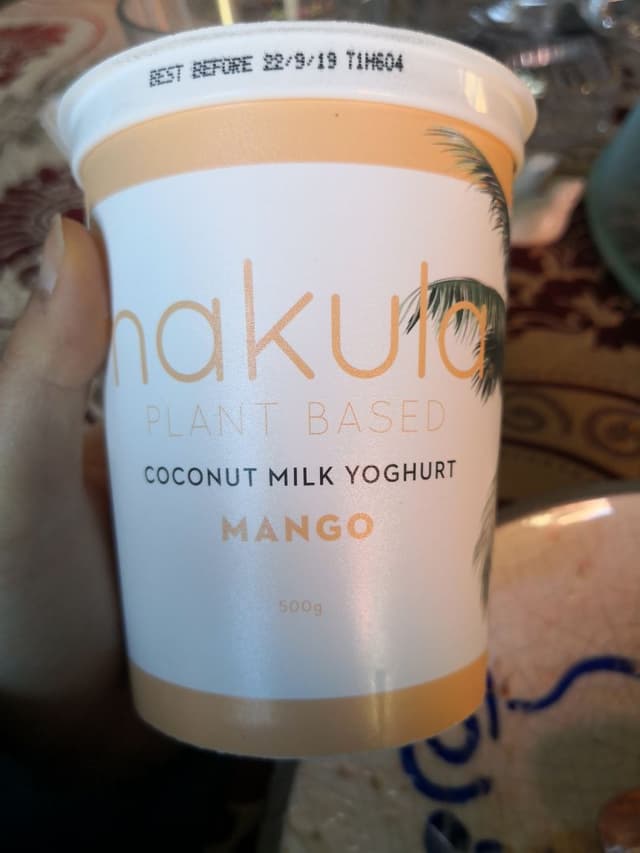 BEST BEFORE 22/9/19 T1H604
nakula
PLANT BASED
COCONUT MILK YOGHURT
MANGO
500g